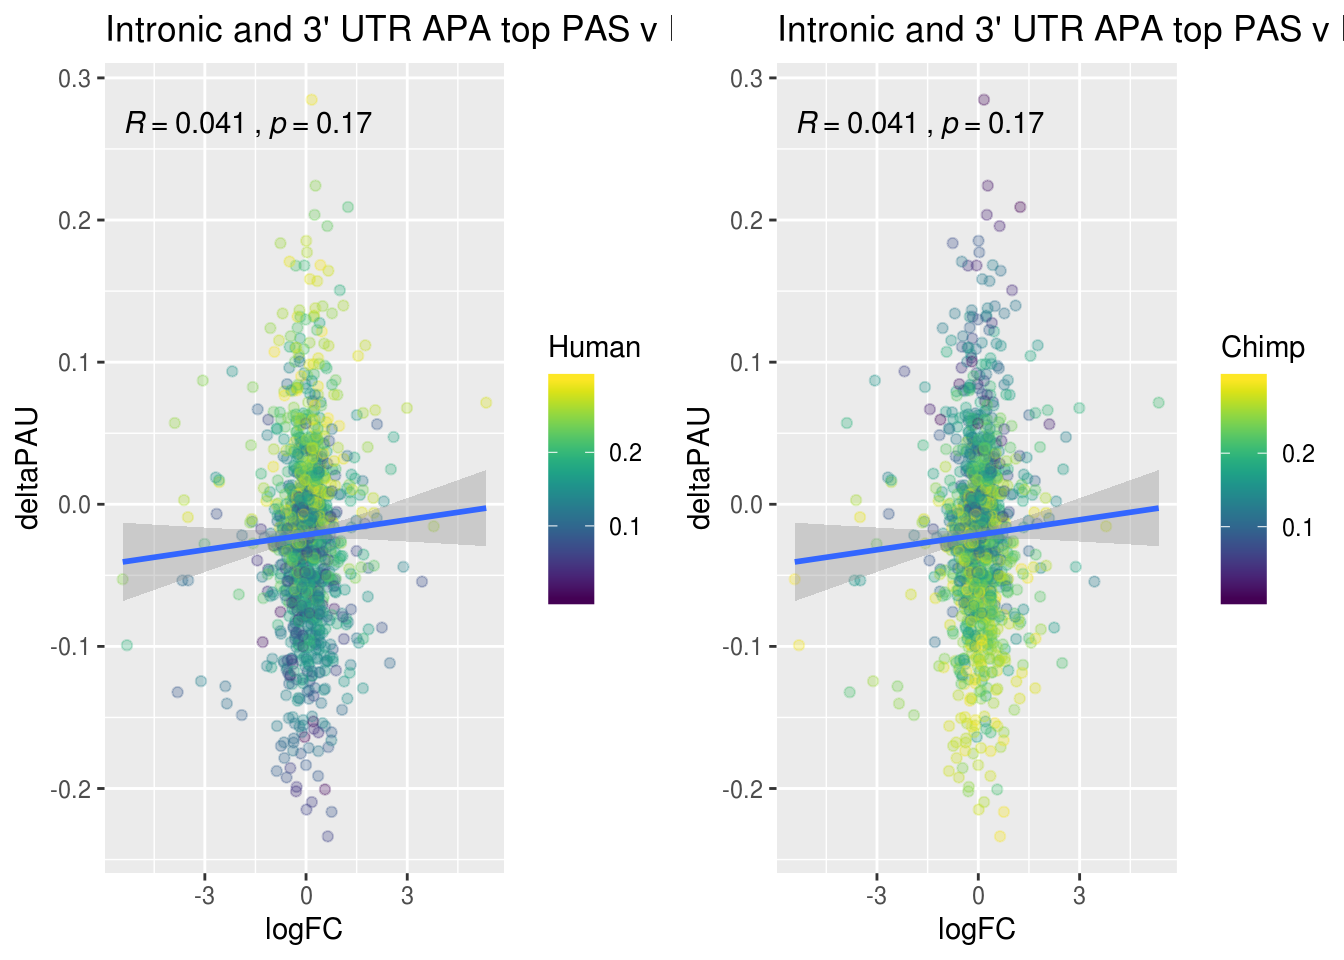 Intronic and 3' UTR APA top PAS v
R = 0.041 , p = 0.17
0.3
0.2
0.1
0.0
-0.1
-0.2
deltaPAU
-3 0 3
logFC
Human
0.2
0.1
Intronic and 3' UTR APA top PAS v
R = 0.041 , p = 0.17
0.3
0.2
0.1
0.0
-0.1
-0.2
deltaPAU
-3 0 3
logFC
Chimp
0.2
0.1